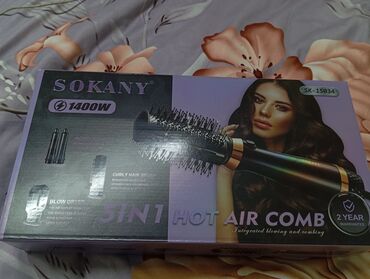 SOKANY
1400W
SK-15034
CURLY HAIR
BLOW DRYER
5IN1 HOT AIR COMB
Integrated blowing and combing
2 YEAR